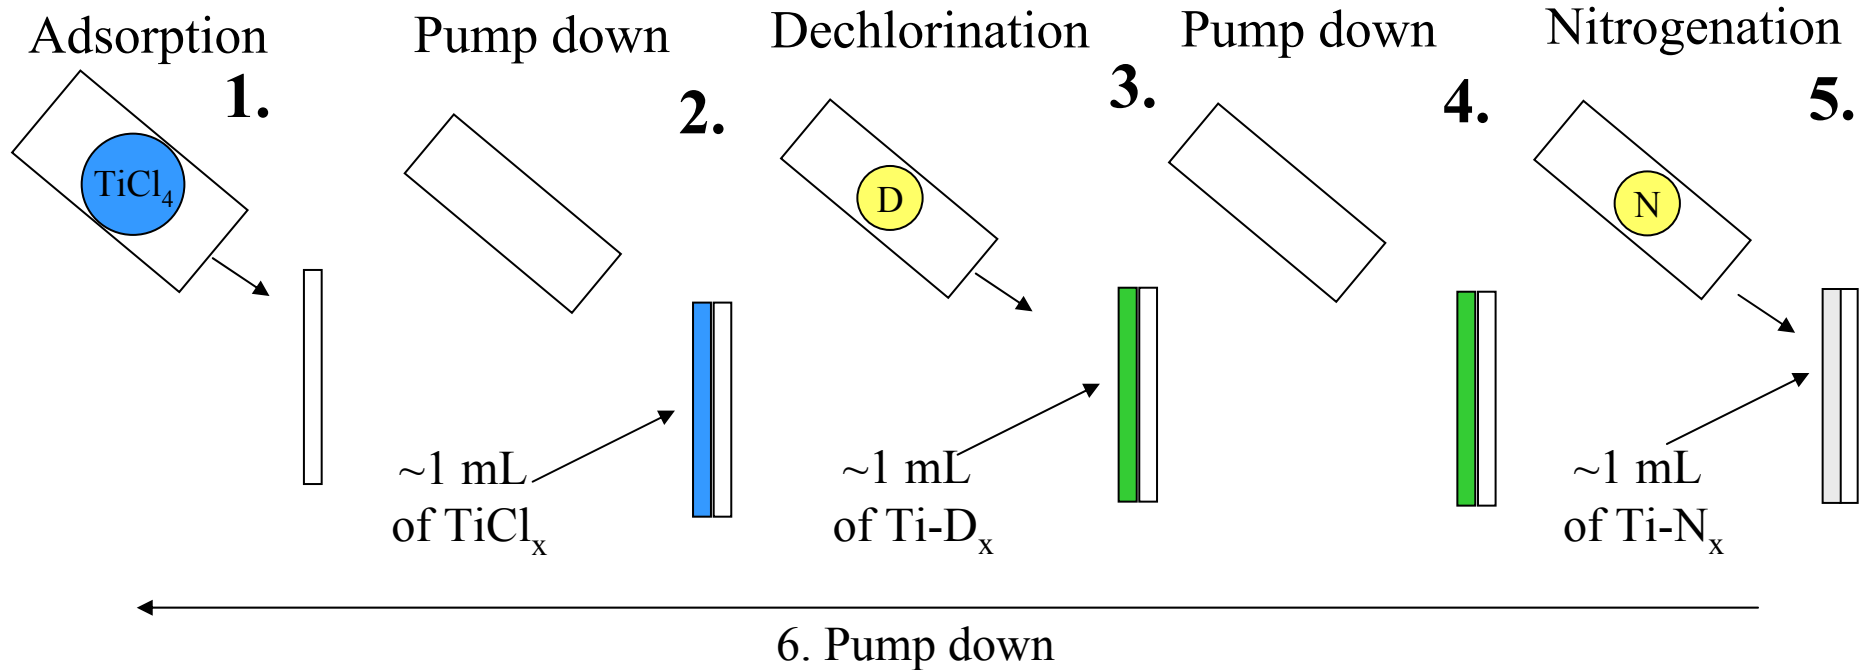 Adsorption
1.
TiCl₄
Pump down
2.
~1 mL
of TiClₓ
Dechlorination
3.
D
~1 mL
of Ti-Dₓ
Pump down
4.
Nitrogenation
5.
N
~1 mL
of Ti-Nₓ
6. Pump down